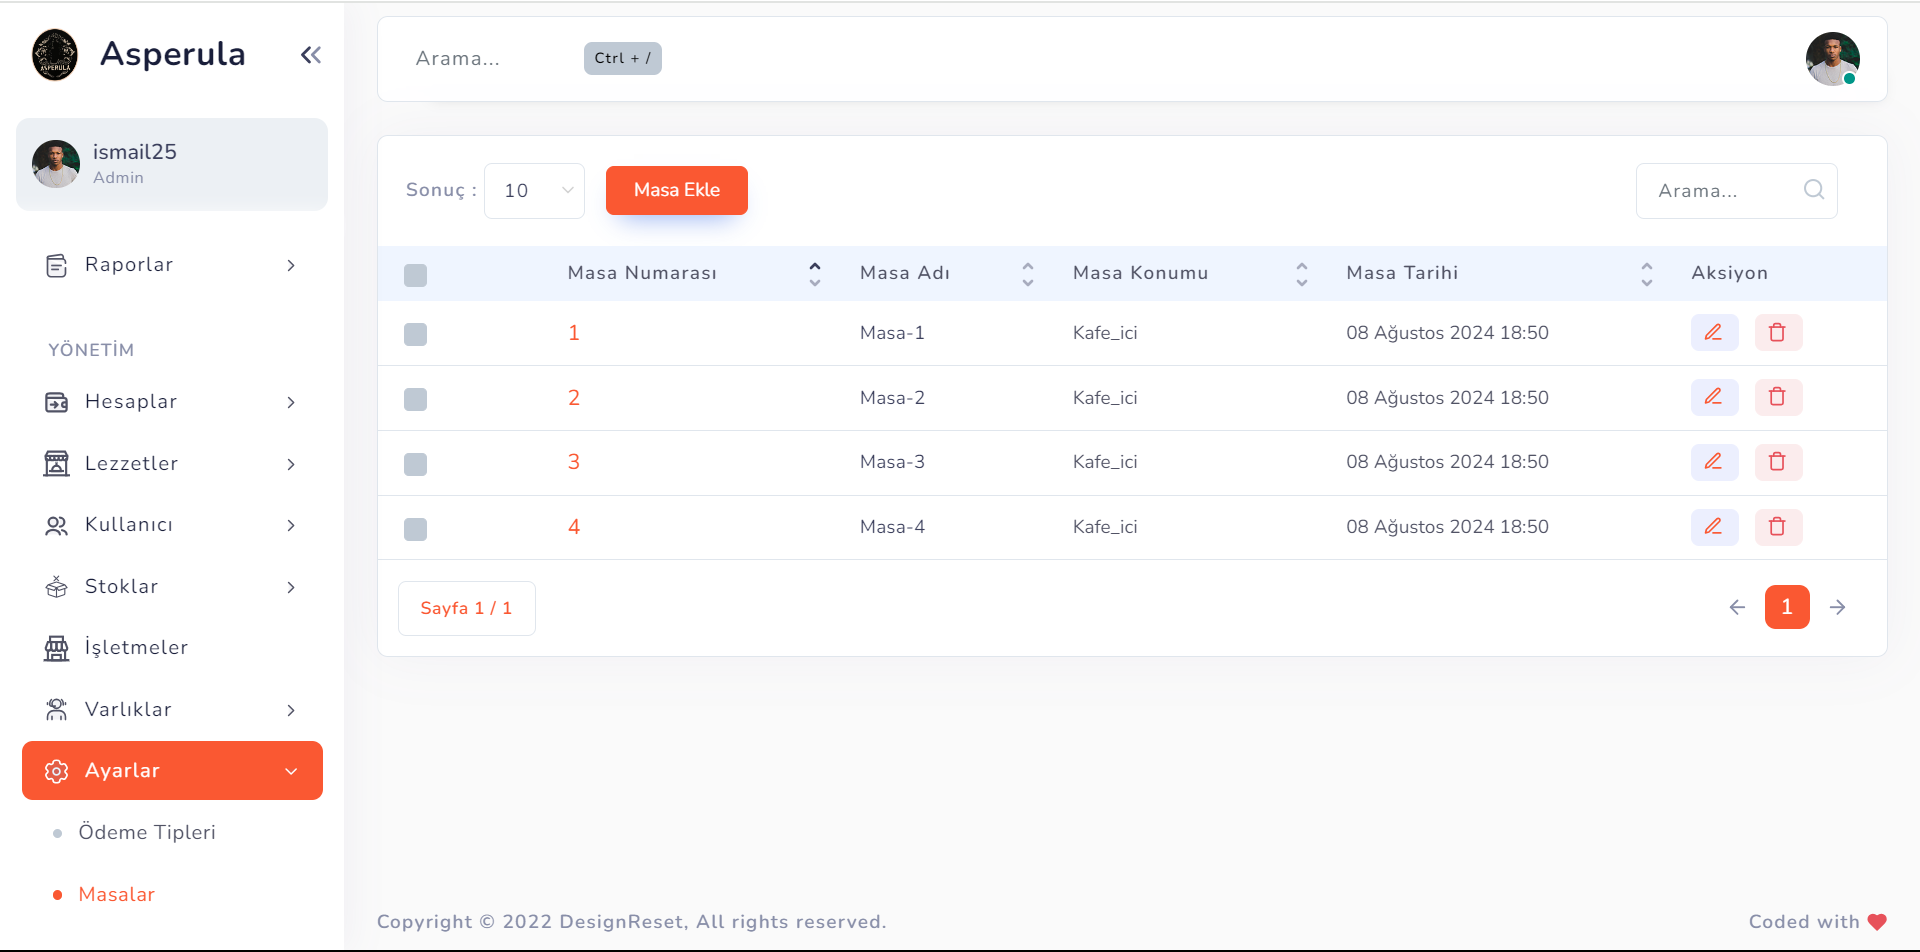 Asperula
ismail25
Admin
Raporlar
YÖNETİM
Hesaplar
Lezzetler
Kullanıcı
Stoklar
İşletmeler
Varlıklar
Ayarlar
Ödeme Tipleri
Masalar
Arama... Ctrl + /
Sonuç : 10 Masa Ekle Arama...
Masa Numarası Masa Adı Masa Konumu Masa Tarihi Aksiyon
1 Masa-1 Kafe_ici 08 Ağustos 2024 18:50
2 Masa-2 Kafe_ici 08 Ağustos 2024 18:50
3 Masa-3 Kafe_ici 08 Ağustos 2024 18:50
4 Masa-4 Kafe_ici 08 Ağustos 2024 18:50
Sayfa 1 / 1 1
Copyright © 2022 DesignReset, All rights reserved. Coded with
ASPERULA